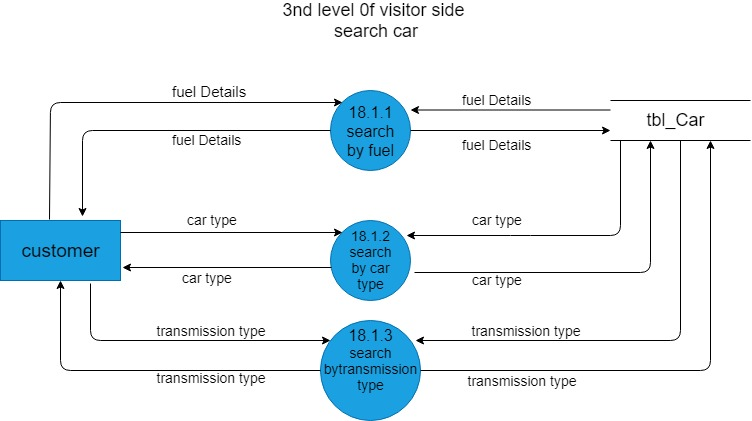 3nd level 0f visitor side
search car
fuel Details
fuel Details
18.1.1
search
by fuel
tbl_Car
fuel Details
fuel Details
car type
car type
customer
18.1.2
search
by car
type
car type
car type
transmission type
transmission type
18.1.3
search
bytransmission
type
transmission type
transmission type